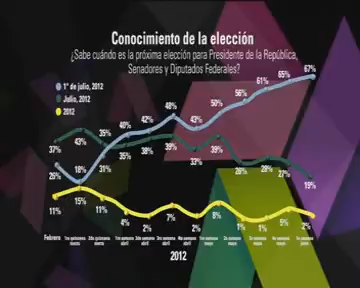 Conocimiento de la elección
¿Sabe cuándo es la próxima elección para Presidente de la República,
Senadores y Diputados Federales?
1° de julio, 2012
Julio, 2012
2012
67%
65%
61%
56%
50%
48%
43%
42%
40%
37% 43% 35% 35% 38% 39% 33% 39% 28% 28% 27% 19%
26% 18% 31%
11% 15% 11% 4% 2% 7% 2% 8% 1% 1% 5% 2%
Febrero
2012